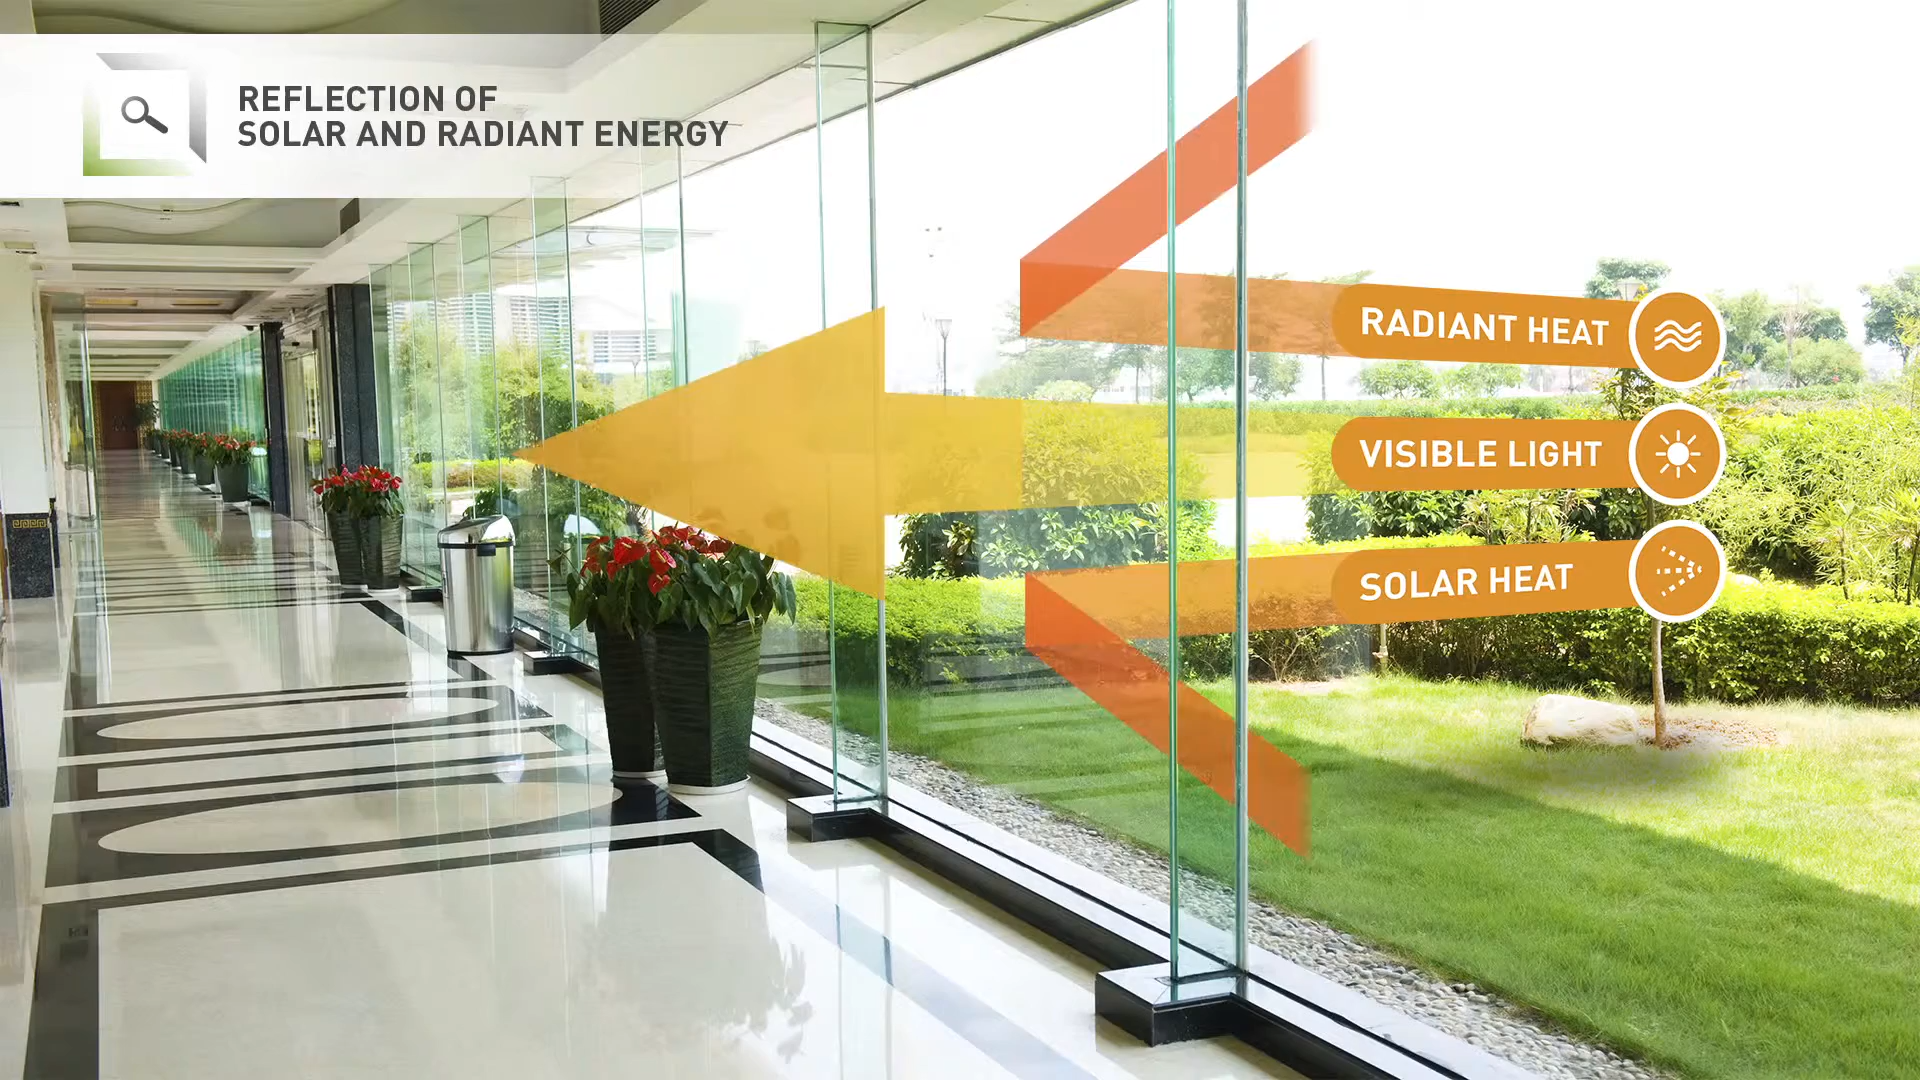 REFLECTION OF
SOLAR AND RADIANT ENERGY
RADIANT HEAT
VISIBLE LIGHT
SOLAR HEAT